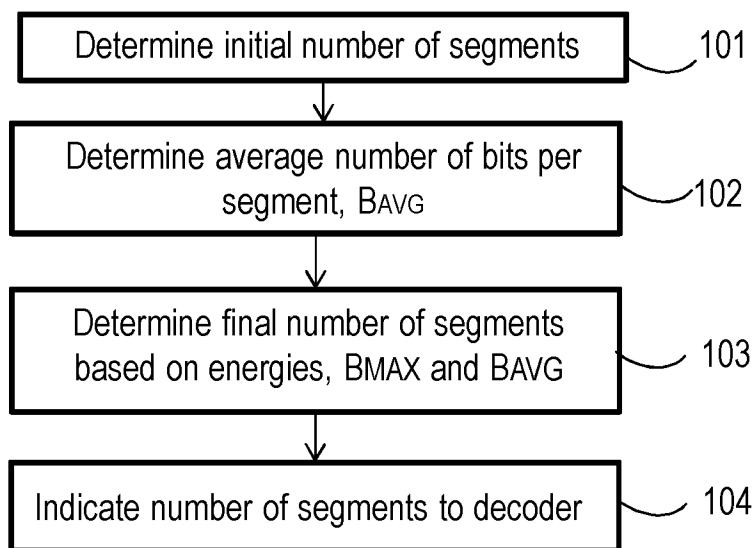 Determine initial number of segments
101
Determine average number of bits per
segment, BAVG
102
Determine final number of segments
based on energies, BMAX and BAVG
103
Indicate number of segments to decoder
104